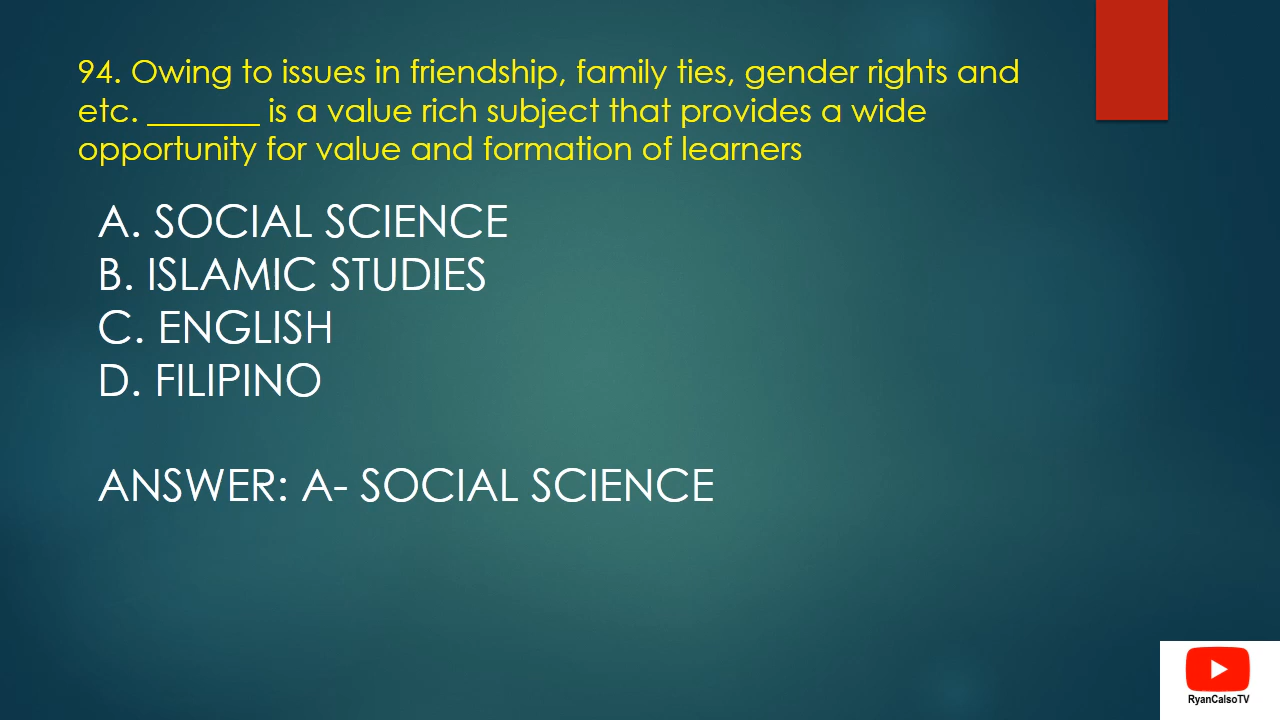 94. Owing to issues in friendship, family ties, gender rights and
etc. _______ is a value rich subject that provides a wide
opportunity for value and formation of learners
A. SOCIAL SCIENCE
B. ISLAMIC STUDIES
C. ENGLISH
D. FILIPINO
ANSWER: A- SOCIAL SCIENCE
RyanCalsoTV